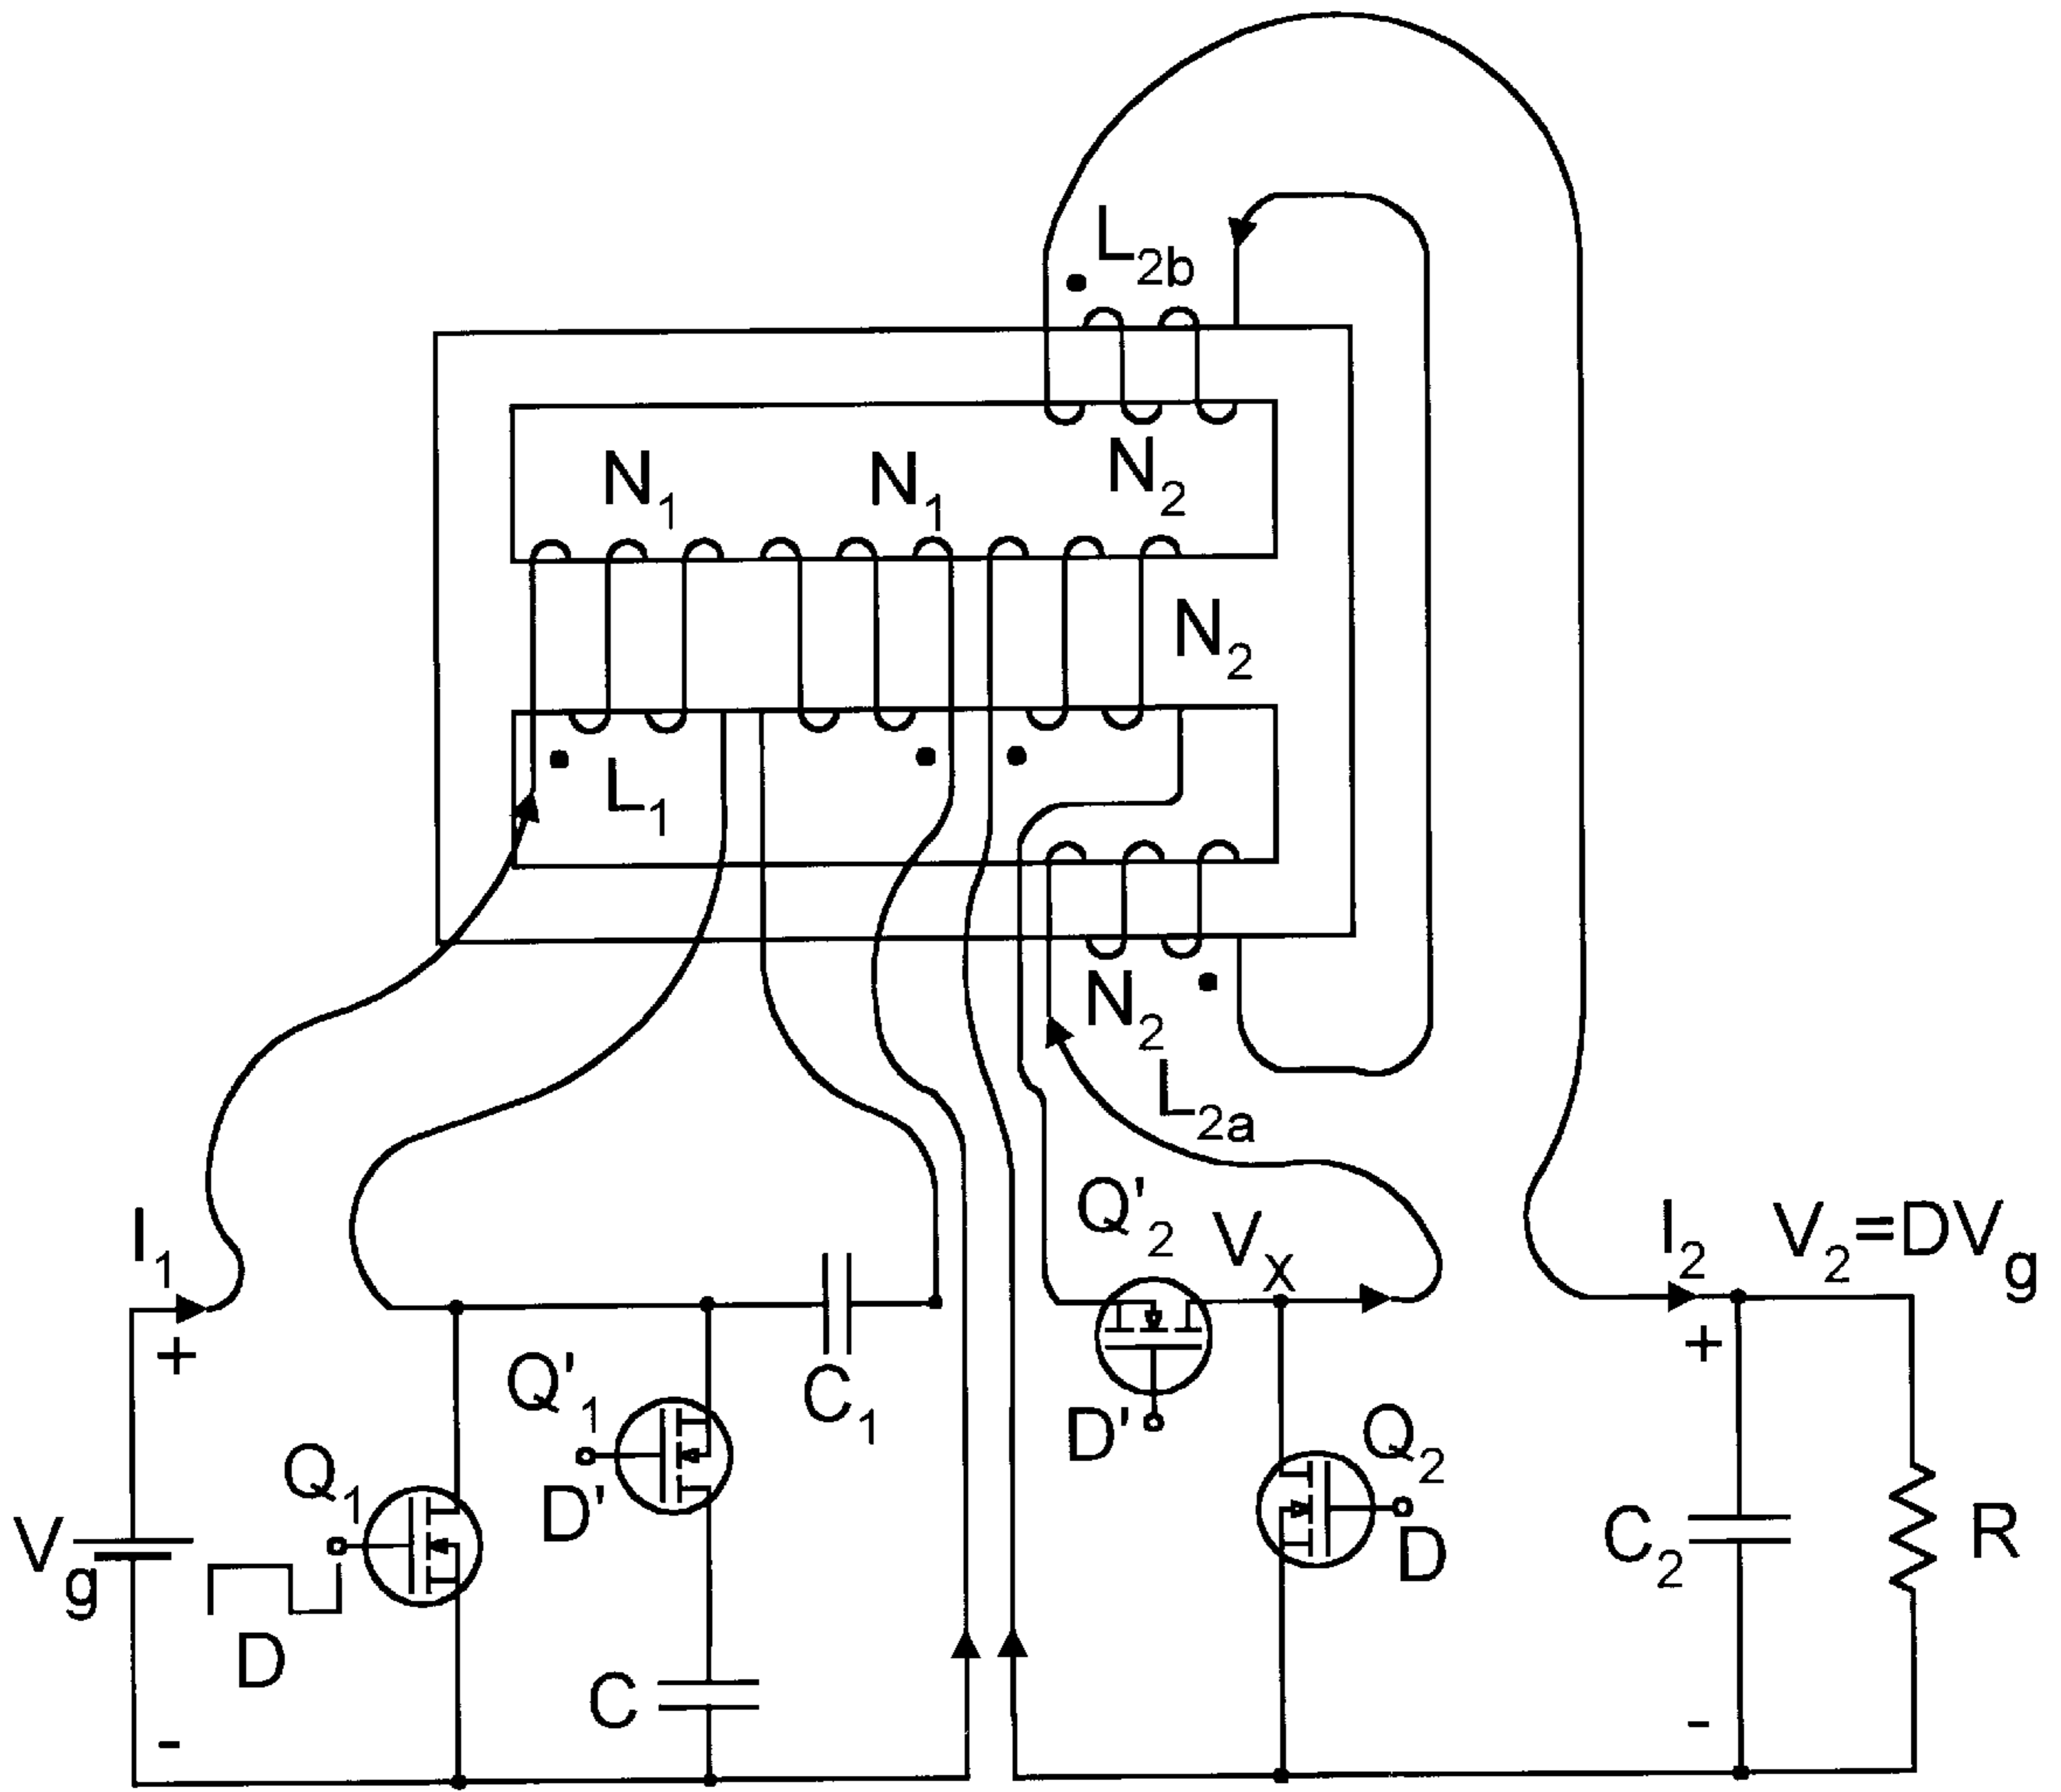 L2b
N1 N1 N2
N2
L1
N2
L2a
I1
Q'2 VX I2 V2=DVg
+ +
Q'1 C1
D'
Q1 Q2
D'
Vg D C2 R
D
C
- -